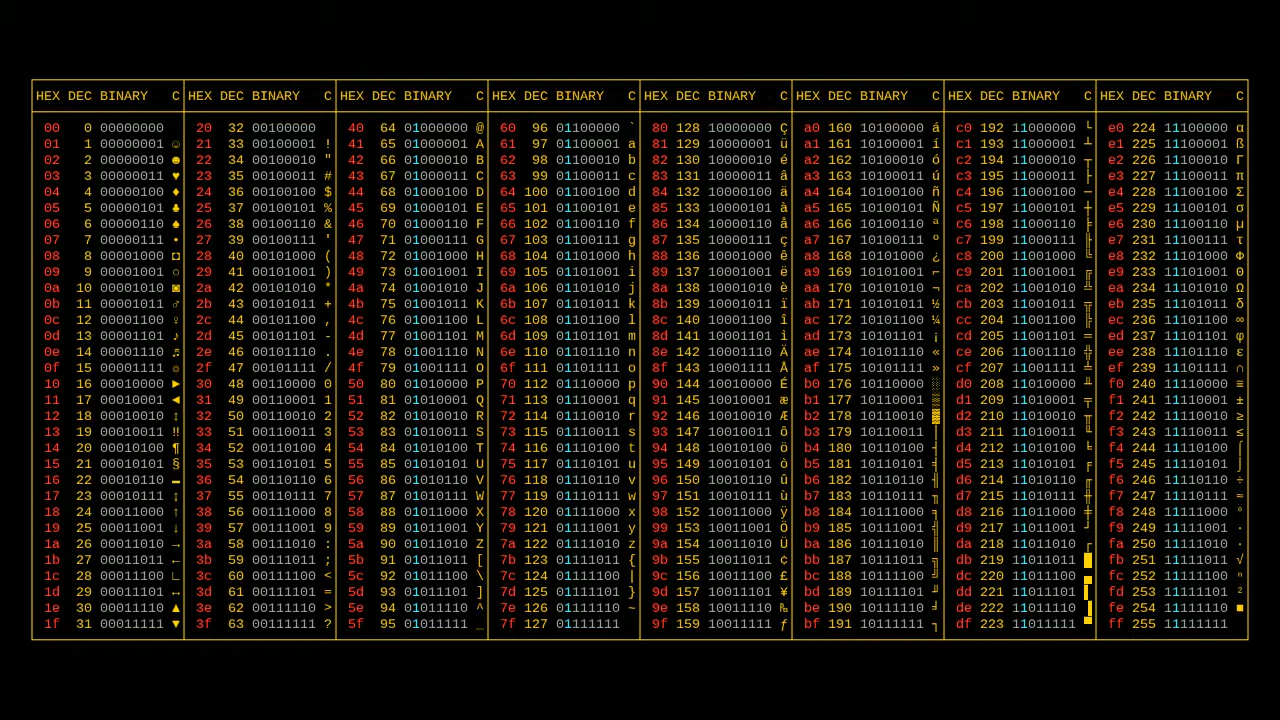 HEX DEC BINARY C HEX DEC BINARY C HEX DEC BINARY C HEX DEC BINARY C HEX DEC BINARY C HEX DEC BINARY C HEX DEC BINARY C HEX DEC BINARY C
00 0 00000000 20 32 00100000 40 64 01000000 @ 60 96 01100000 ` 80 128 10000000 Ç a0 160 10100000 á c0 192 11000000 └ e0 224 11100000 α
01 1 00000001 ☺ 21 33 00100001 ! 41 65 01000001 A 61 97 01100001 a 81 129 10000001 ü a1 161 10100001 í c1 193 11000001 ┴ e1 225 11100001 ß
02 2 00000010 ☻ 22 34 00100010 " 42 66 01000010 B 62 98 01100010 b 82 130 10000010 é a2 162 10100010 ó c2 194 11000010 ┬ e2 226 11100010 Γ
03 3 00000011 ♥ 23 35 00100011 # 43 67 01000011 C 63 99 01100011 c 83 131 10000011 â a3 163 10100011 ú c3 195 11000011 ├ e3 227 11100011 π
04 4 00000100 ♦ 24 36 00100100 $ 44 68 01000100 D 64 100 01100100 d 84 132 10000100 ä a4 164 10100100 ñ c4 196 11000100 ─ e4 228 11100100 Σ
05 5 00000101 ♣ 25 37 00100101 % 45 69 01000101 E 65 101 01100101 e 85 133 10000101 à a5 165 10100101 Ñ c5 197 11000101 ┼ e5 229 11100101 σ
06 6 00000110 ♠ 26 38 00100110 & 46 70 01000110 F 66 102 01100110 f 86 134 10000110 å a6 166 10100110 ª c6 198 11000110 ╞ e6 230 11100110 µ
07 7 00000111 • 27 39 00100111 ' 47 71 01000111 G 67 103 01100111 g 87 135 10000111 ç a7 167 10100111 º c7 199 11000111 ╟ e7 231 11100111 τ
08 8 00001000 ◘ 28 40 00101000 ( 48 72 01001000 H 68 104 01101000 h 88 136 10001000 ê a8 168 10101000 ¿ c8 200 11001000 ╚ e8 232 11101000 Φ
09 9 00001001 ○ 29 41 00101001 ) 49 73 01001001 I 69 105 01101001 i 89 137 10001001 ë a9 169 10101001 ⌐ c9 201 11001001 ╔ e9 233 11101001 Θ
0a 10 00001010 ◙ 2a 42 00101010 * 4a 74 01001010 J 6a 106 01101010 j 8a 138 10001010 è aa 170 10101010 ¬ ca 202 11001010 ╩ ea 234 11101010 Ω
0b 11 00001011 ♂ 2b 43 00101011 + 4b 75 01001011 K 6b 107 01101011 k 8b 139 10001011 ï ab 171 10101011 ½ cb 203 11001011 ╦ eb 235 11101011 δ
0c 12 00001100 ♀ 2c 44 00101100 , 4c 76 01001100 L 6c 108 01101100 l 8c 140 10001100 î ac 172 10101100 ¼ cc 204 11001100 ╠ ec 236 11101100 ∞
0d 13 00001101 ♪ 2d 45 00101101 - 4d 77 01001101 M 6d 109 01101101 m 8d 141 10001101 ì ad 173 10101101 ¡ cd 205 11001101 ═ ed 237 11101101 φ
0e 14 00001110 ♬ 2e 46 00101110 . 4e 78 01001110 N 6e 110 01101110 n 8e 142 10001110 Ä ae 174 10101110 « ce 206 11001110 ╬ ee 238 11101110 ε
0f 15 00001111 ☼ 2f 47 00101111 / 4f 79 01001111 O 6f 111 01101111 o 8f 143 10001111 Å af 175 10101111 » cf 207 11001111 ╧ ef 239 11101111 ∩
10 16 00010000 ► 30 48 00110000 0 50 80 01010000 P 70 112 01110000 p 90 144 10010000 É b0 176 10110000 ░ d0 208 11010000 ╨ f0 240 11110000 ≡
11 17 00010001 ◄ 31 49 00110001 1 51 81 01010001 Q 71 113 01110001 q 91 145 10010001 æ b1 177 10110001 ▒ d1 209 11010001 ╤ f1 241 11110001 ±
12 18 00010010 ↕ 32 50 00110010 2 52 82 01010010 R 72 114 01110010 r 92 146 10010010 Æ b2 178 10110010 ▓ d2 210 11010010 ╥ f2 242 11110010 ≥
13 19 00010011 ‼ 33 51 00110011 3 53 83 01010011 S 73 115 01110011 s 93 147 10010011 ô b3 179 10110011 │ d3 211 11010011 ╙ f3 243 11110011 ≤
14 20 00010100 ¶ 34 52 00110100 4 54 84 01010100 T 74 116 01110100 t 94 148 10010100 ö b4 180 10110100 ┤ d4 212 11010100 ╘ f4 244 11110100 ⌠
15 21 00010101 § 35 53 00110101 5 55 85 01010101 U 75 117 01110101 u 95 149 10010101 ò b5 181 10110101 ╡ d5 213 11010101 ╒ f5 245 11110101 ⌡
16 22 00010110 ▬ 36 54 00110110 6 56 86 01010110 V 76 118 01110110 v 96 150 10010110 û b6 182 10110110 ╢ d6 214 11010110 ╓ f6 246 11110110 ÷
17 23 00010111 ↨ 37 55 00110111 7 57 87 01010111 W 77 119 01110111 w 97 151 10010111 ù b7 183 10110111 ╖ d7 215 11010111 ╫ f7 247 11110111 ≈
18 24 00011000 ↑ 38 56 00111000 8 58 88 01011000 X 78 120 01111000 x 98 152 10011000 ÿ b8 184 10111000 ╕ d8 216 11011000 ╪ f8 248 11111000 °
19 25 00011001 ↓ 39 57 00111001 9 59 89 01011001 Y 79 121 01111001 y 99 153 10011001 Ö b9 185 10111001 ╣ d9 217 11011001 ┘ f9 249 11111001 ·
1a 26 00011010 → 3a 58 00111010 : 5a 90 01011010 Z 7a 122 01111010 z 9a 154 10011010 Ü ba 186 10111010 ║ da 218 11011010 ┌ fa 250 11111010 ·
1b 27 00011011 ← 3b 59 00111011 ; 5b 91 01011011 [ 7b 123 01111011 { 9b 155 10011011 ¢ bb 187 10111011 ╗ db 219 11011011 █ fb 251 11111011 √
1c 28 00011100 ∟ 3c 60 00111100 < 5c 92 01011100 \ 7c 124 01111100 | 9c 156 10011100 £ bc 188 10111100 ╝ dc 220 11011100 ▄ fc 252 11111100 ⁿ
1d 29 00011101 ↔ 3d 61 00111101 = 5d 93 01011101 ] 7d 125 01111101 } 9d 157 10011101 ¥ bd 189 10111101 ╜ dd 221 11011101 ▌ fd 253 11111101 ²
1e 30 00011110 ▲ 3e 62 00111110 > 5e 94 01011110 ^ 7e 126 01111110 ~ 9e 158 10011110 ₧ be 190 10111110 ╛ de 222 11011110 ▐ fe 254 11111110 ■
1f 31 00011111 ▼ 3f 63 00111111 ? 5f 95 01011111 _ 7f 127 01111111 9f 159 10011111 ƒ bf 191 10111111 ┐ df 223 11011111 ▀ ff 255 11111111